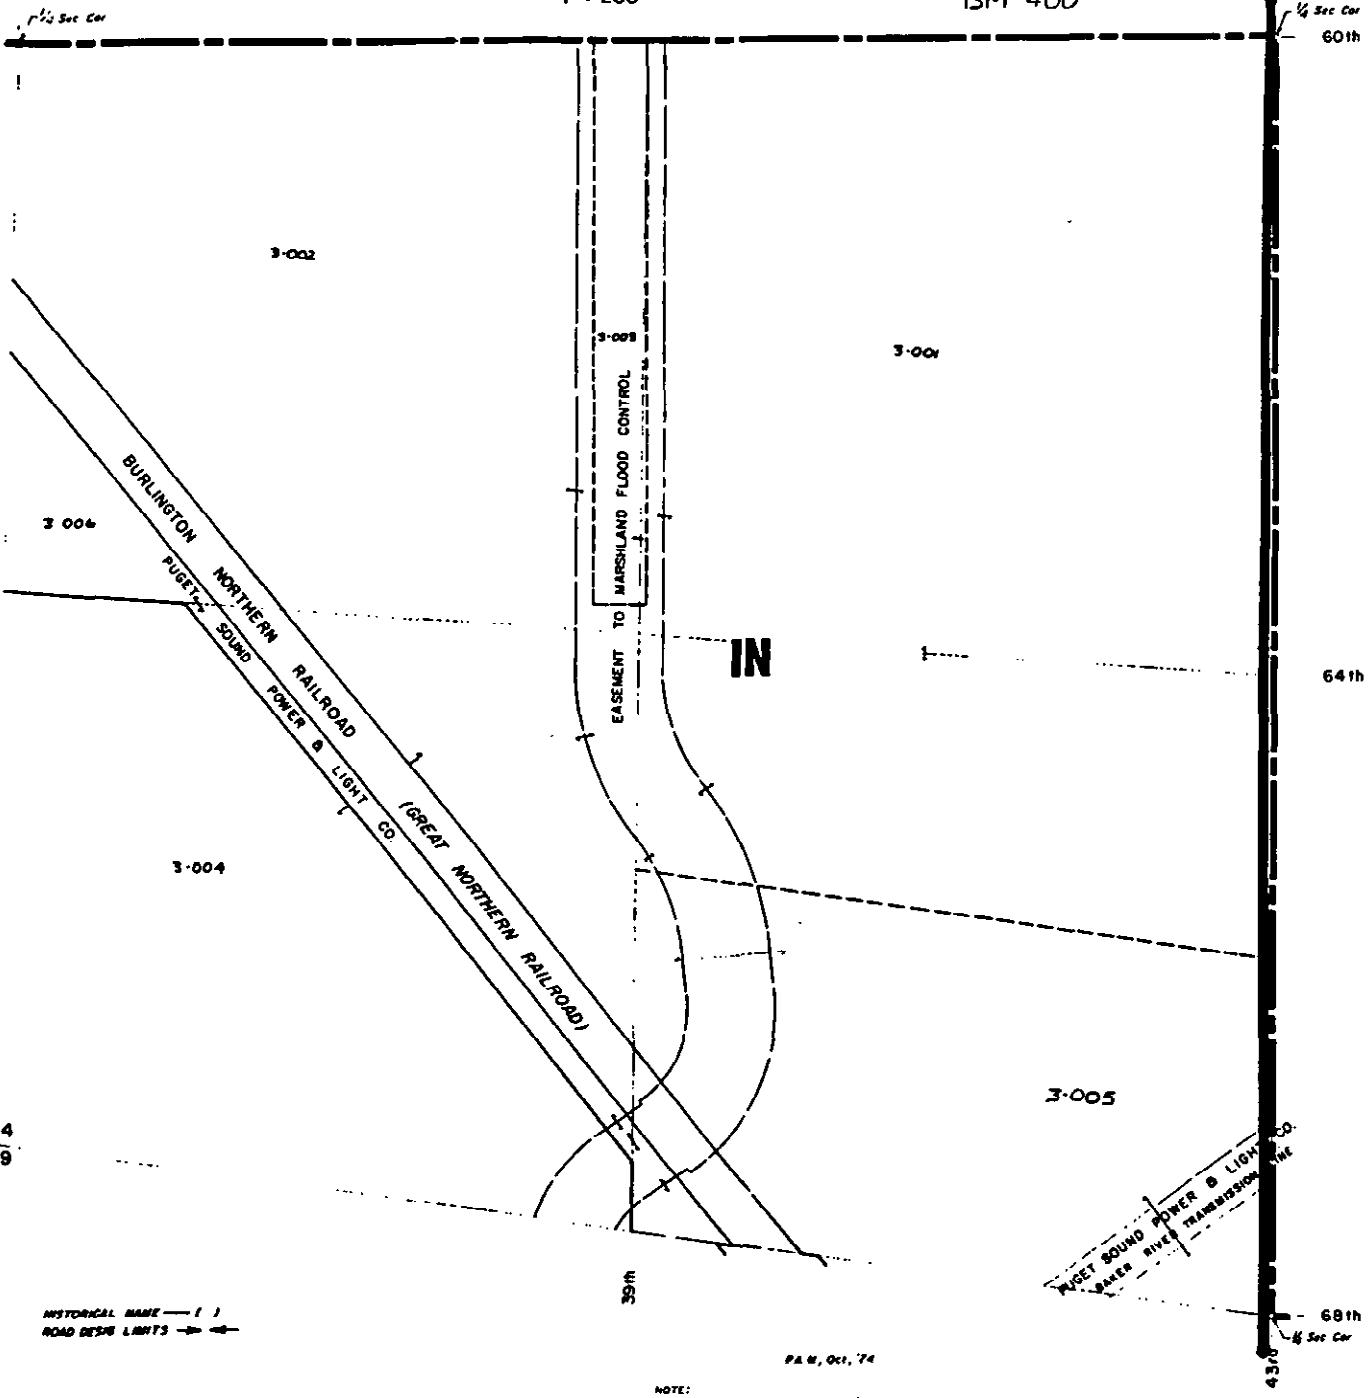 ¼ Sec Cor
¼ Sec Cor
60th
3-002
3-003
3-001
EASEMENT TO MARSHLAND FLOOD CONTROL
BURLINGTON NORTHERN RAILROAD (GREAT NORTHERN RAILROAD)
3 006
PUGET SOUND POWER & LIGHT CO.
IN
64th
3-004
3-005
4
9
PUGET SOUND POWER & LIGHT CO.
BAKER RIVER TRANSMISSION LINE
39th
68th
HISTORICAL NAME — ( )
ROAD DESIG LIMITS
43rd
P.A.W, Oct, '74
NOTE: